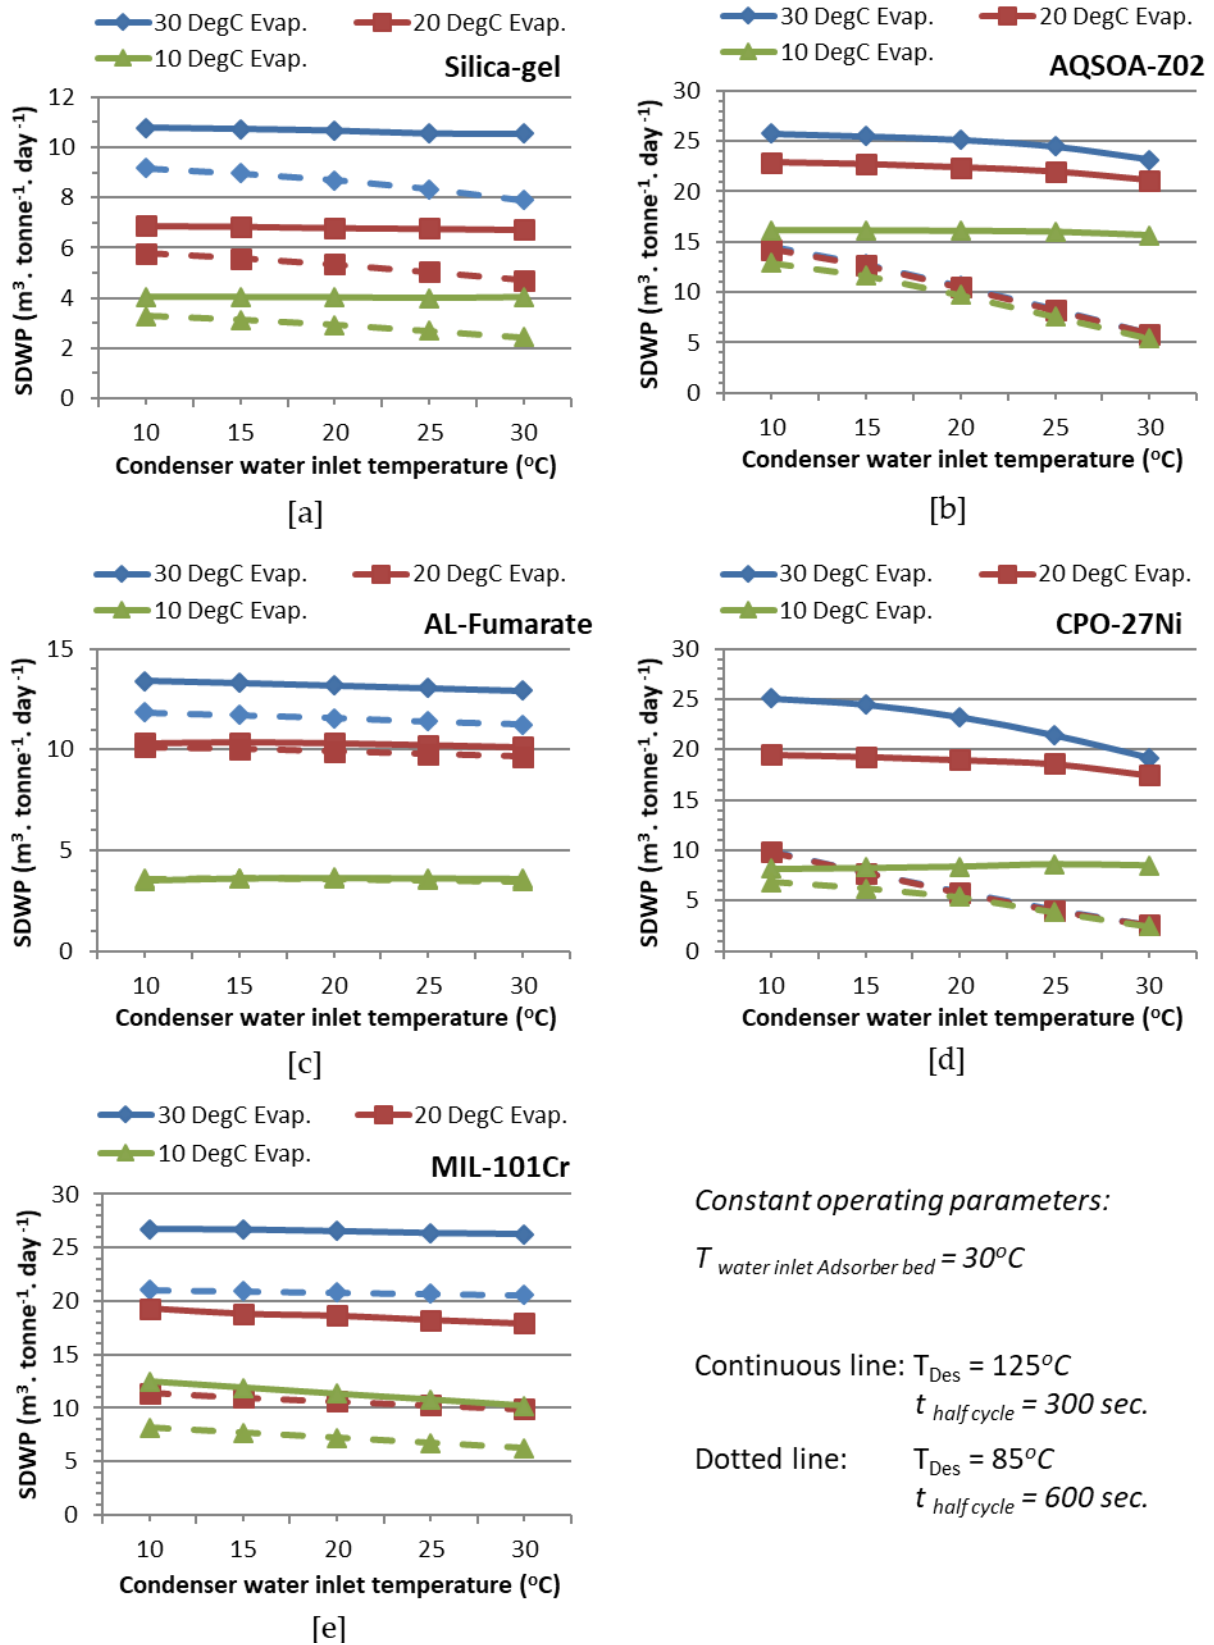 30 DegC Evap.
20 DegC Evap.
10 DegC Evap.
Silica-gel
SDWP (m³. tonne⁻¹. day⁻¹)
12
10
8
6
4
2
0
10 15 20 25 30
Condenser water inlet temperature (°C)
[a]
30 DegC Evap.
20 DegC Evap.
10 DegC Evap.
AQSOA-Z02
SDWP (m³. tonne⁻¹. day⁻¹)
30
25
20
15
10
5
0
10 15 20 25 30
Condenser water inlet temperature (°C)
[b]
30 DegC Evap.
20 DegC Evap.
10 DegC Evap.
AL-Fumarate
SDWP (m³. tonne⁻¹. day⁻¹)
15
10
5
0
10 15 20 25 30
Condenser water inlet temperature (°C)
[c]
30 DegC Evap.
20 DegC Evap.
10 DegC Evap.
CPO-27Ni
SDWP (m³. tonne⁻¹. day⁻¹)
30
25
20
15
10
5
0
10 15 20 25 30
Condenser water inlet temperature (°C)
[d]
30 DegC Evap.
20 DegC Evap.
10 DegC Evap.
MIL-101Cr
SDWP (m³. tonne⁻¹. day⁻¹)
30
25
20
15
10
5
0
10 15 20 25 30
Condenser water inlet temperature (°C)
[e]
Constant operating parameters:
T water inlet Adsorber bed = 30°C
Continuous line: T Des = 125°C
t half cycle = 300 sec.
Dotted line: T Des = 85°C
t half cycle = 600 sec.